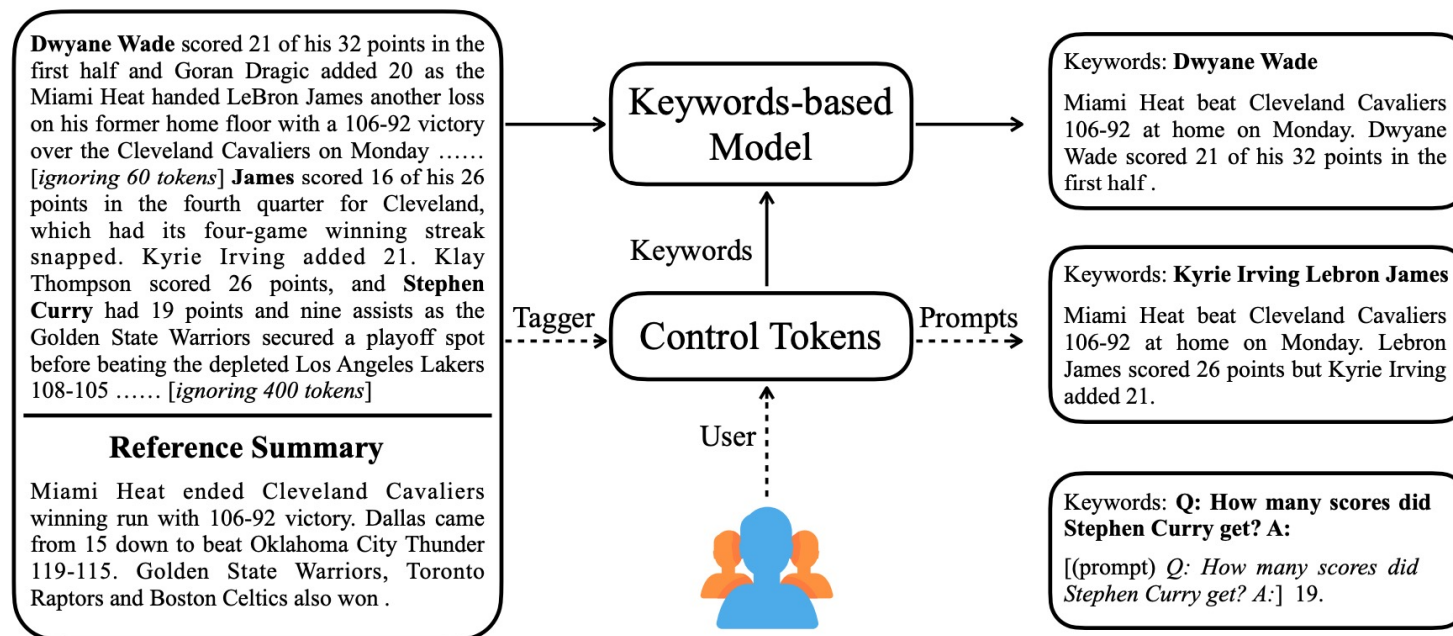 Dwyane Wade scored 21 of his 32 points in the
first half and Goran Dragic added 20 as the
Miami Heat handed LeBron James another loss
on his former home floor with a 106-92 victory
over the Cleveland Cavaliers on Monday ……
[ignoring 60 tokens] James scored 16 of his 26
points in the fourth quarter for Cleveland,
which had its four-game winning streak
snapped. Kyrie Irving added 21. Klay
Thompson scored 26 points, and Stephen
Curry had 19 points and nine assists as the
Golden State Warriors secured a playoff spot
before beating the depleted Los Angeles Lakers
108-105 …… [ignoring 400 tokens]
Reference Summary
Miami Heat ended Cleveland Cavaliers
winning run with 106-92 victory. Dallas came
from 15 down to beat Oklahoma City Thunder
119-115. Golden State Warriors, Toronto
Raptors and Boston Celtics also won .
Keywords-based
Model
Keywords
Tagger
Control Tokens
Prompts
User
Keywords: Dwyane Wade
Miami Heat beat Cleveland Cavaliers
106-92 at home on Monday. Dwyane
Wade scored 21 of his 32 points in the
first half .
Keywords: Kyrie Irving Lebron James
Miami Heat beat Cleveland Cavaliers
106-92 at home on Monday. Lebron
James scored 26 points but Kyrie Irving
added 21.
Keywords: Q: How many scores did
Stephen Curry get? A:
[(prompt) Q: How many scores did
Stephen Curry get? A:] 19.